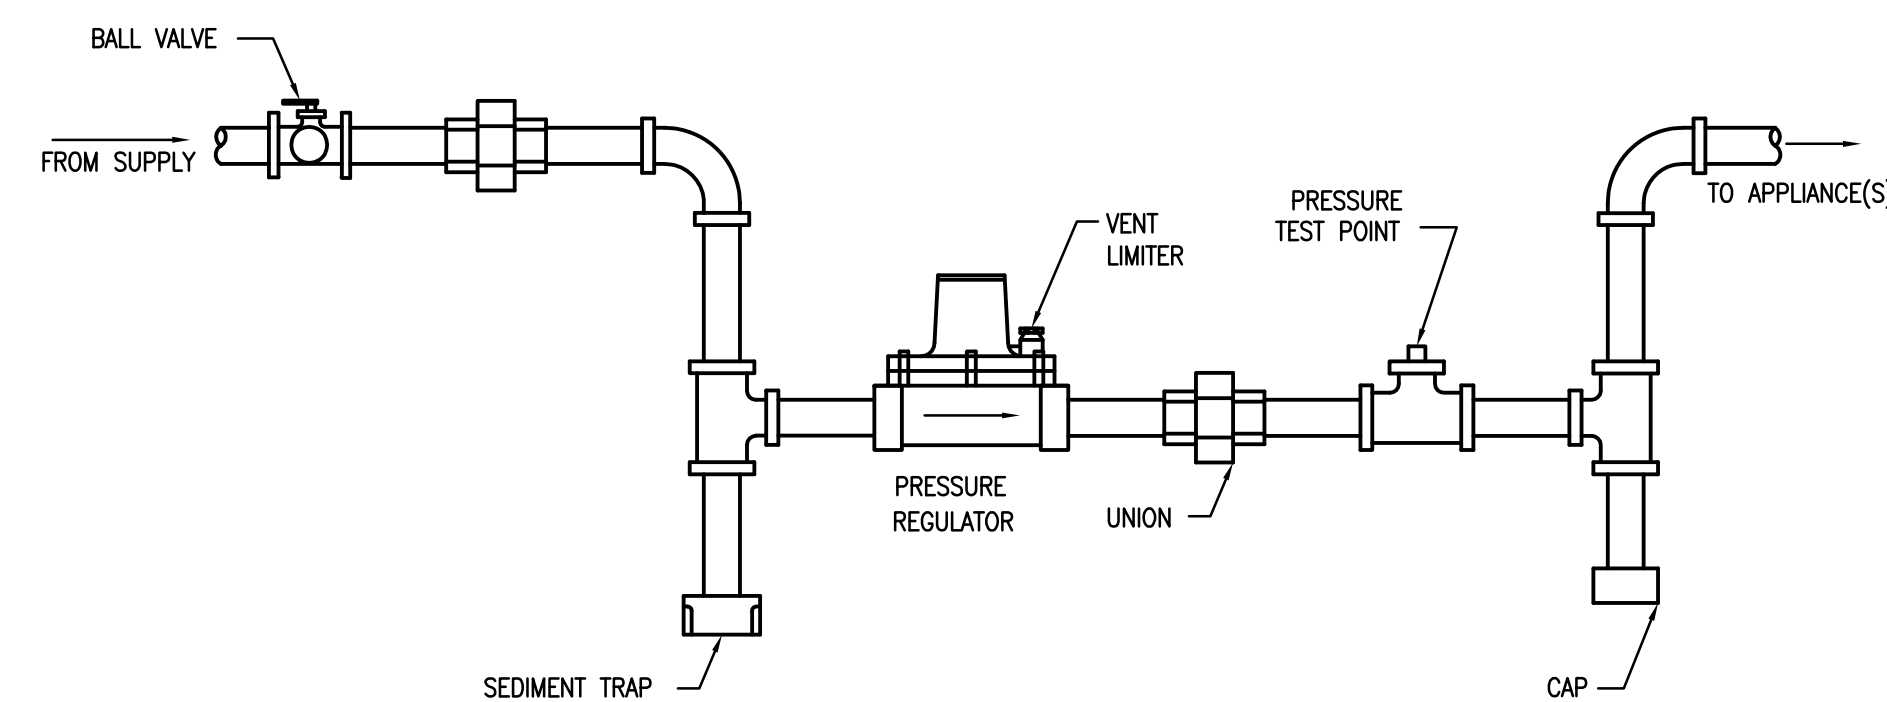 BALL VALVE
FROM SUPPLY
VENT
LIMITER
PRESSURE
TEST POINT
TO APPLIANCE(S)
PRESSURE
REGULATOR
UNION
SEDIMENT TRAP
CAP